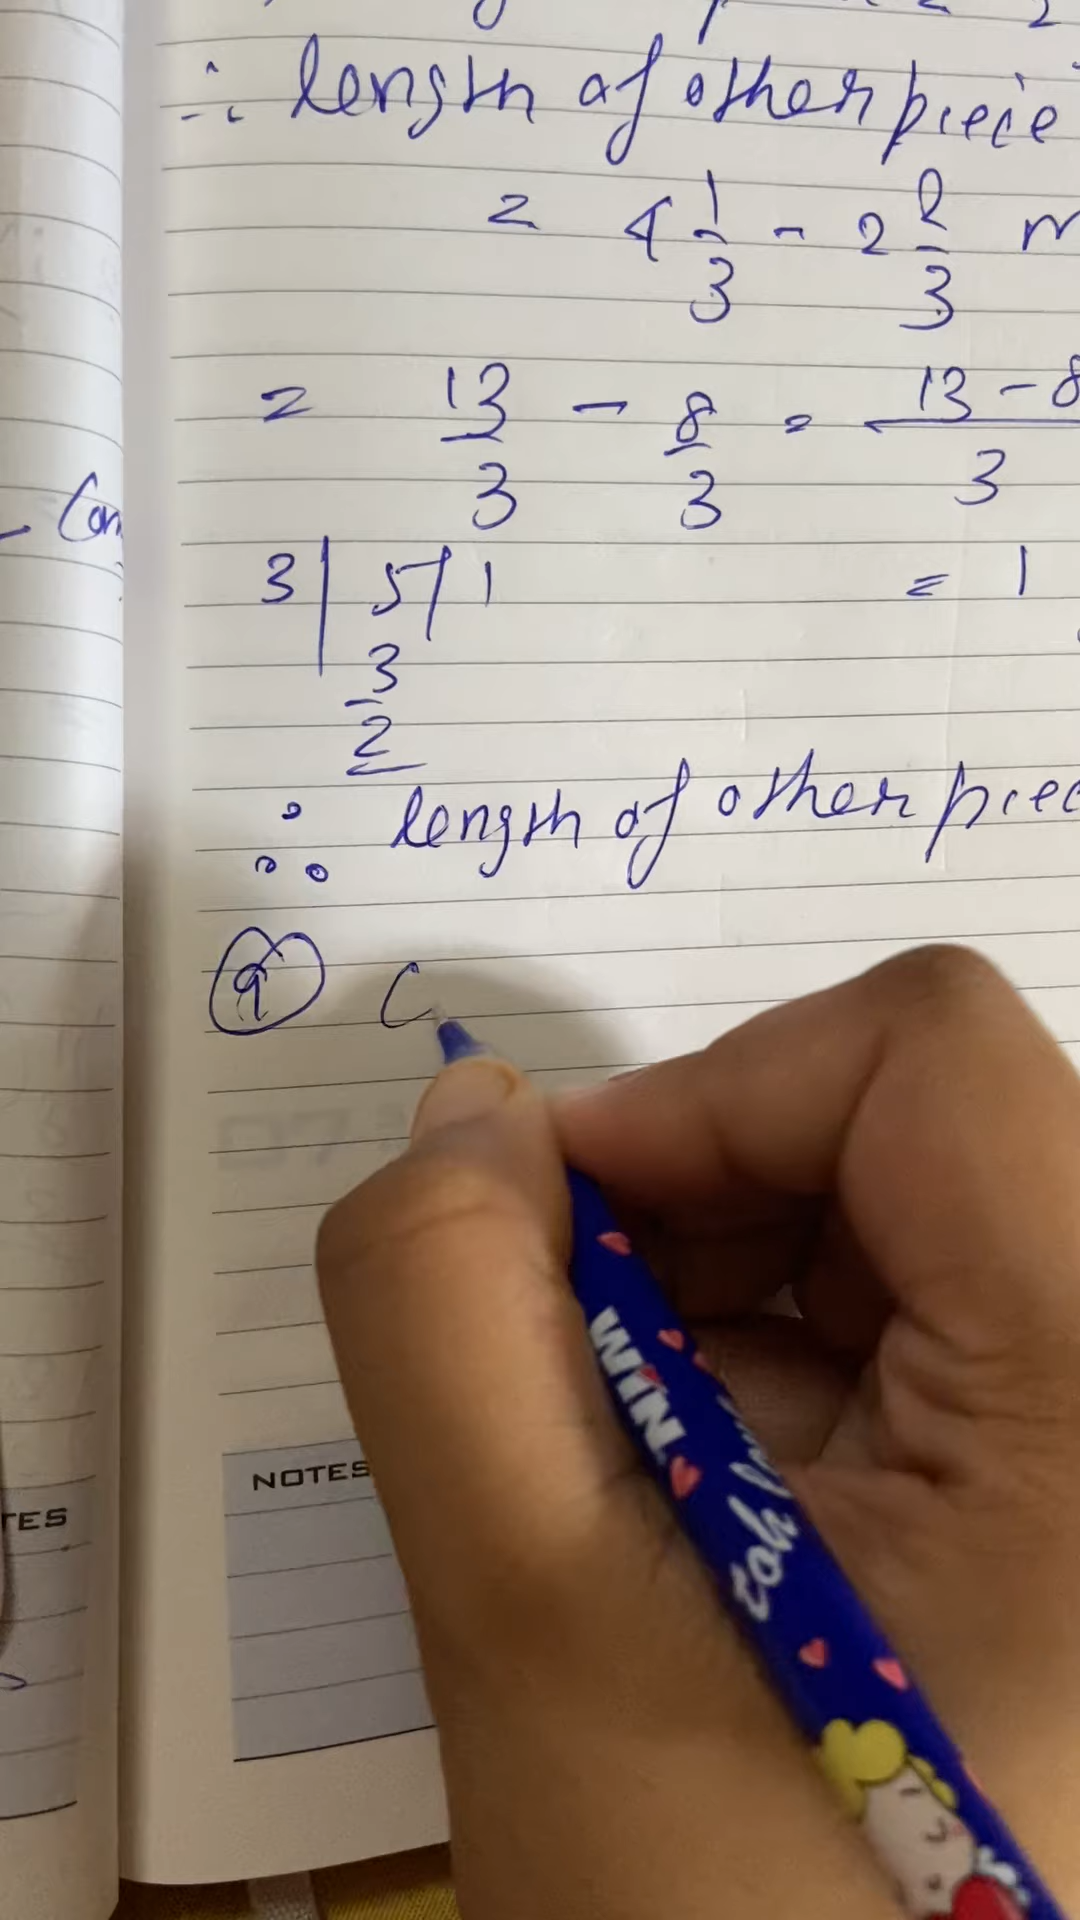 ∴ length of other piece
= 4 1/3 - 2 2/3 m
= 13/3 - 8/3 = 13 - 8/3
3 | 5 / 1 = 1
3
2
∴ length of other piec
9 C
NOTES
TES
WIN